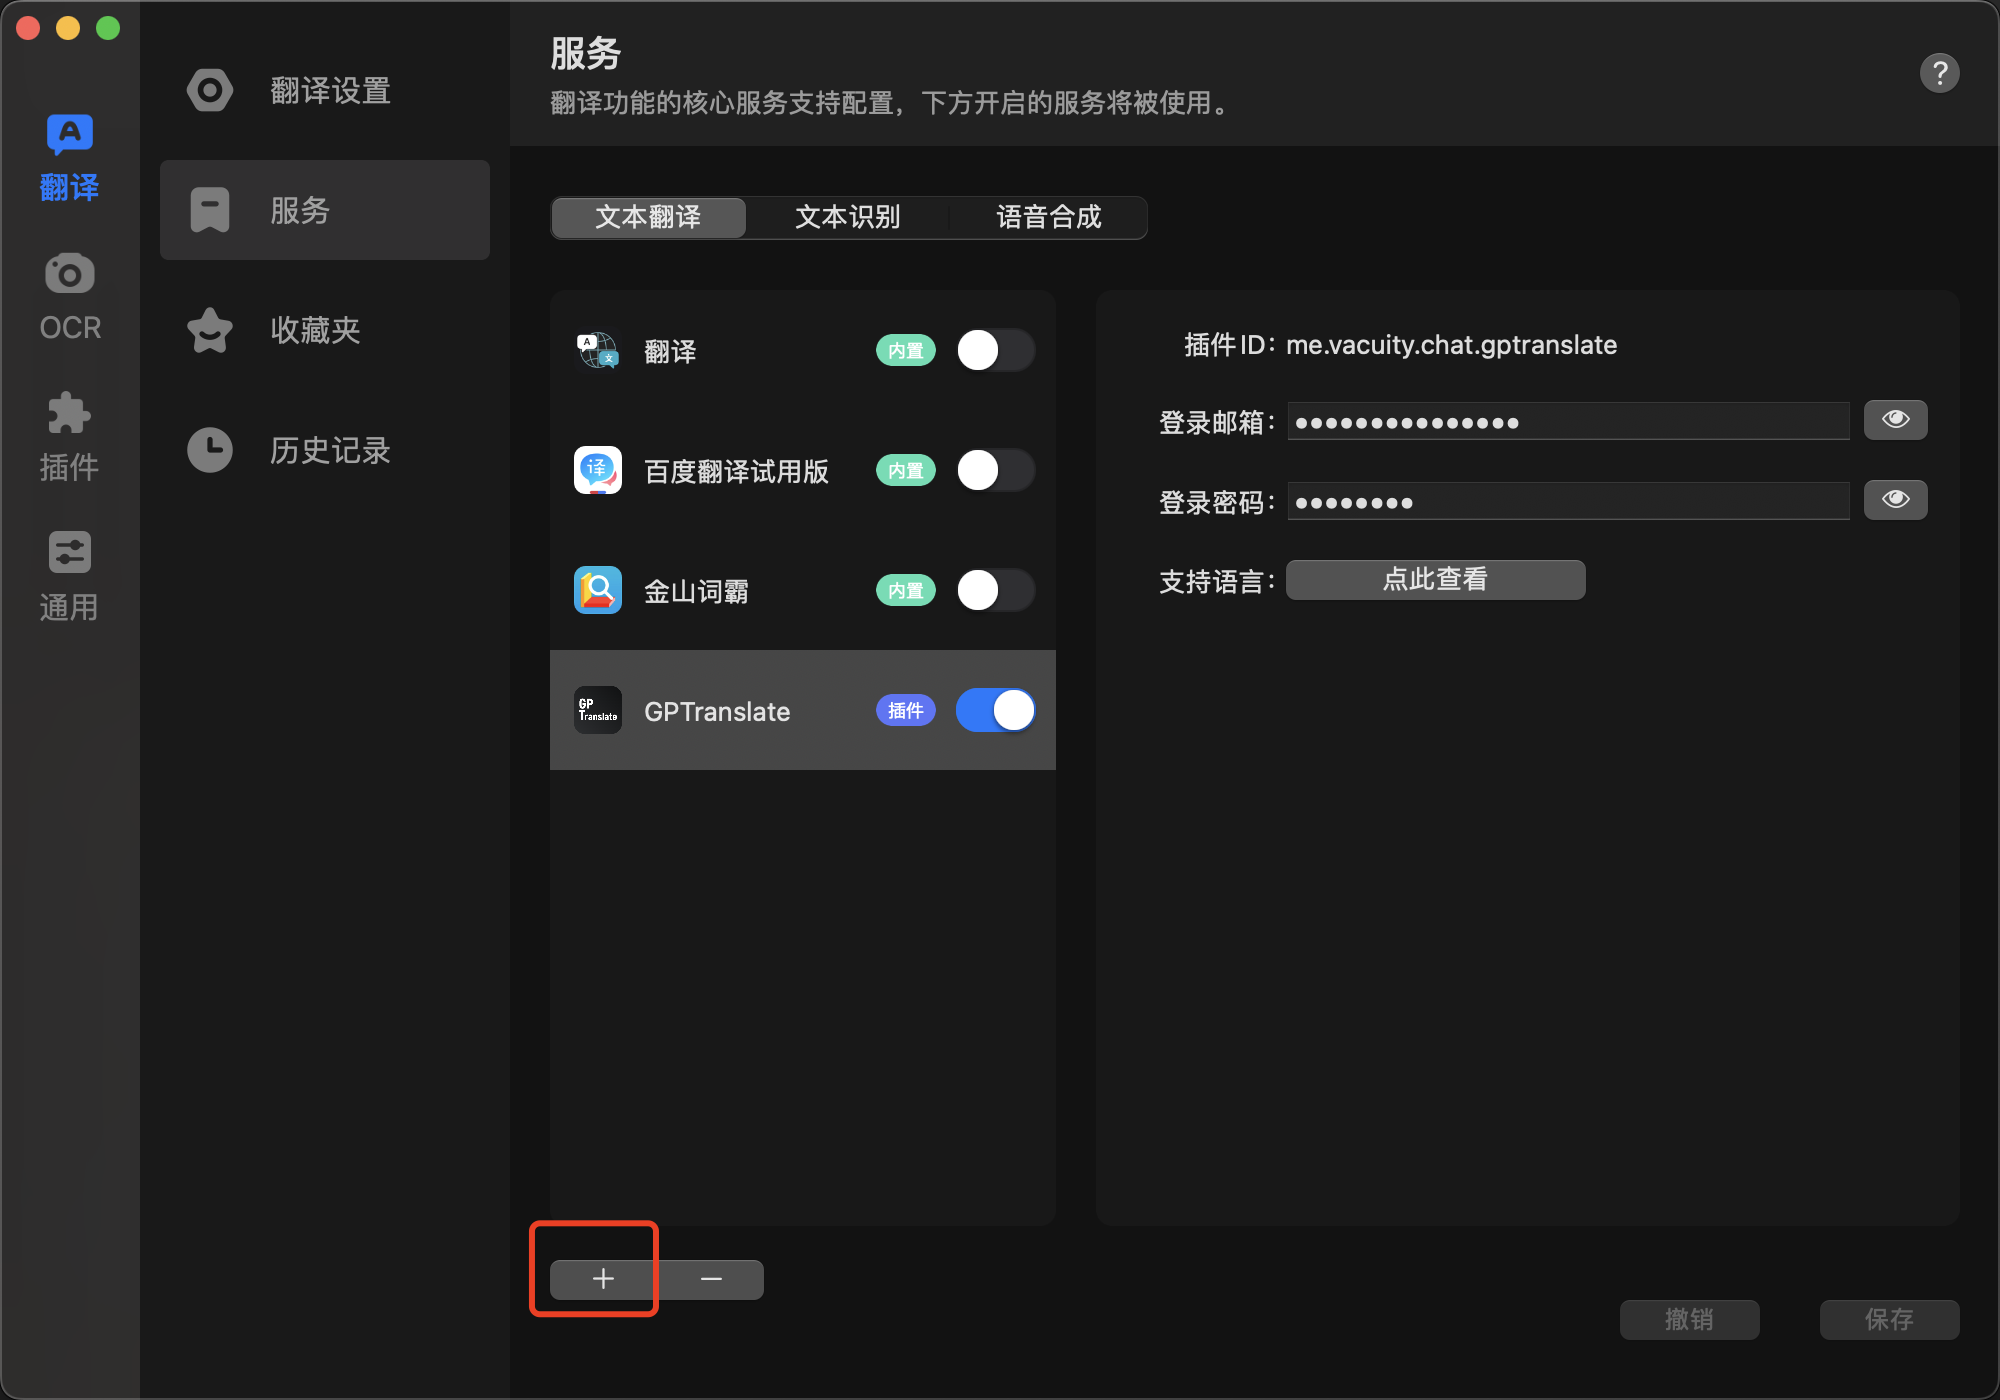 翻译
OCR
插件
通用
翻译设置
服务
收藏夹
历史记录
服务
翻译功能的核心服务支持配置，下方开启的服务将被使用。
?
文本翻译 文本识别 语音合成
A 文 翻译 内置
译 百度翻译试用版 内置
金山词霸 内置
GP Translate GPTranslate 插件
插件 ID: me.vacuity.chat.gptranslate
登录邮箱: ●●●●●●●●●●●●●●●
登录密码: ●●●●●●●●
支持语言: 点此查看
+ −
撤销 保存